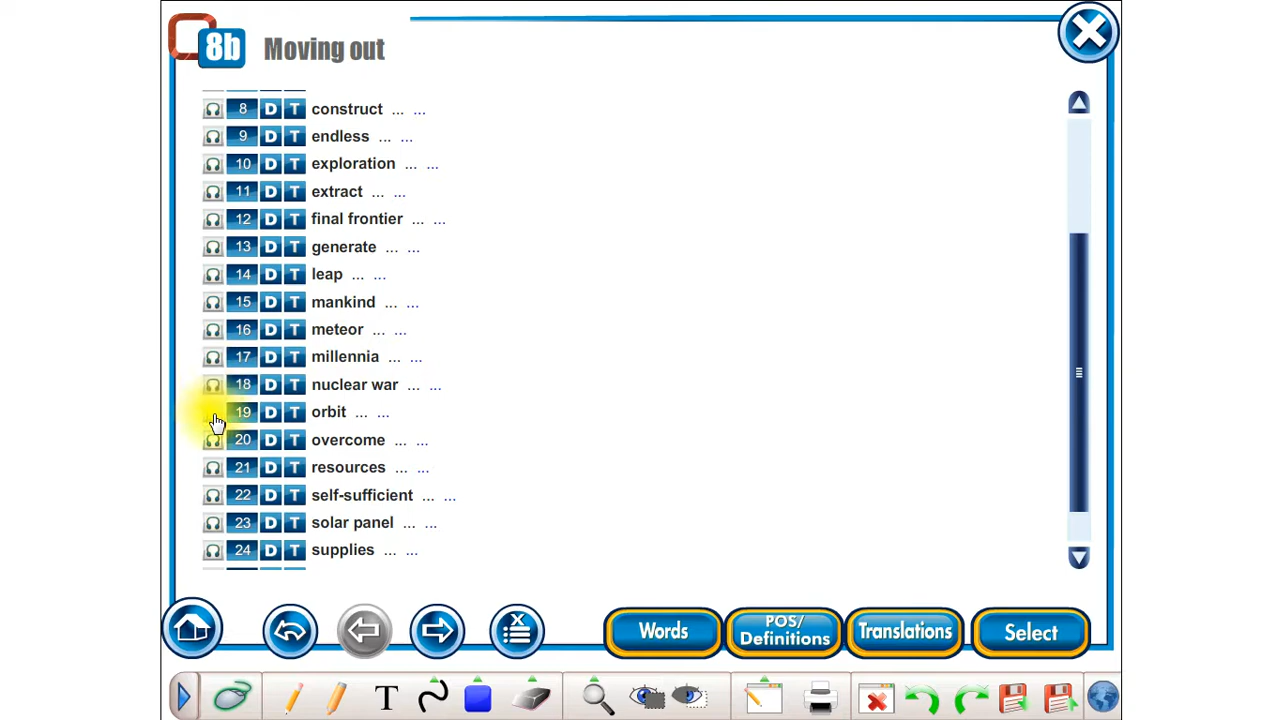 8b Moving out
8 D T construct ... ...
9 D T endless ... ...
10 D T exploration ... ...
11 D T extract ... ...
12 D T final frontier ... ...
13 D T generate ... ...
14 D T leap ... ...
15 D T mankind ... ...
16 D T meteor ... ...
17 D T millennia ... ...
18 D T nuclear war ... ...
19 D T orbit ... ...
20 D T overcome ... ...
21 D T resources ... ...
22 D T self-sufficient ... ...
23 D T solar panel ... ...
24 D T supplies ... ...
Words
POS/
Definitions
Translations
Select
T